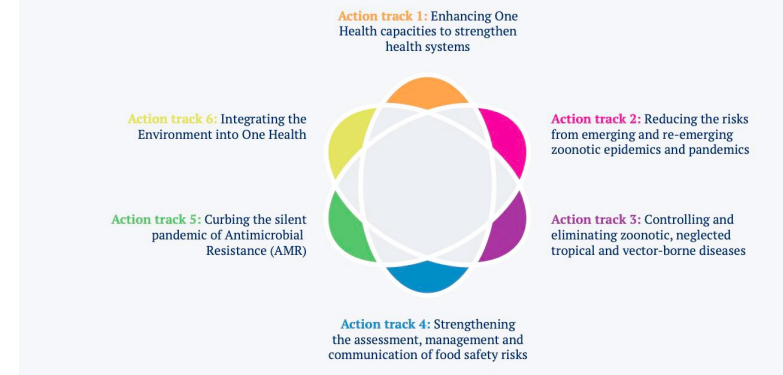 Action track 1: Enhancing One
Health capacities to strengthen
health systems
Action track 2: Reducing the risks
from emerging and re-emerging
zoonotic epidemics and pandemics
Action track 3: Controlling and
eliminating zoonotic, neglected
tropical and vector-borne diseases
Action track 4: Strengthening
the assessment, management and
communication of food safety risks
Action track 5: Curbing the silent
pandemic of Antimicrobial
Resistance (AMR)
Action track 6: Integrating the
Environment into One Health